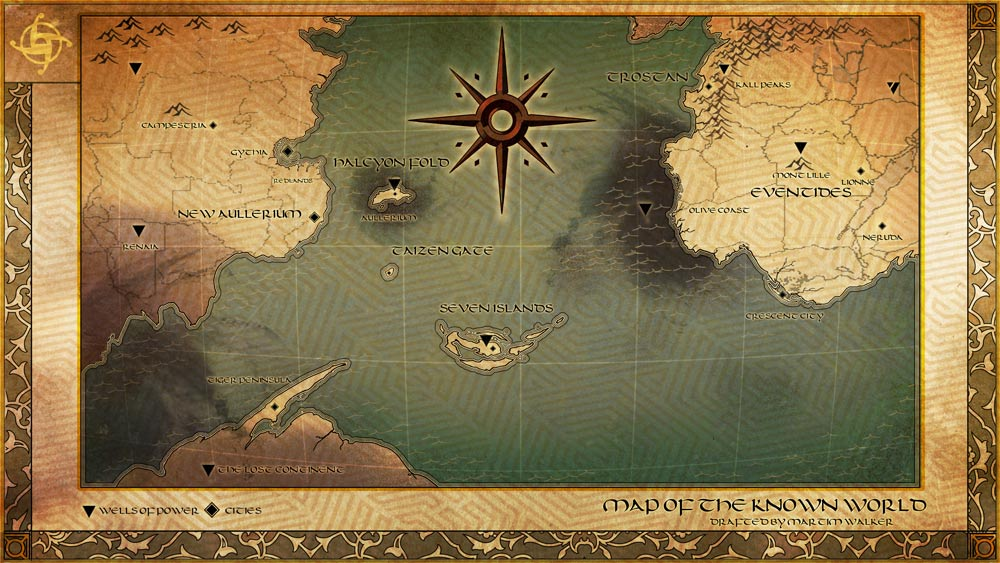 TROSTAN
KALL PEAKS
CAMPESTRIA
GYTHIA
HALCYON FOLD
REDLANDS
MONT LILLE
LIONNE
EVENTIDES
NEW AULLERIUM
AULLERIUM
OLIVE COAST
RENAIA
NERUDA
TAIZEN GATE
SEVEN ISLANDS
CRESCENT CITY
TIGER PENINSULA
THE LOST CONTINENT
WELLS OF POWER
CITIES
MAP OF THE KNOWN WORLD
DRAFTED BY MARTIM WALKER